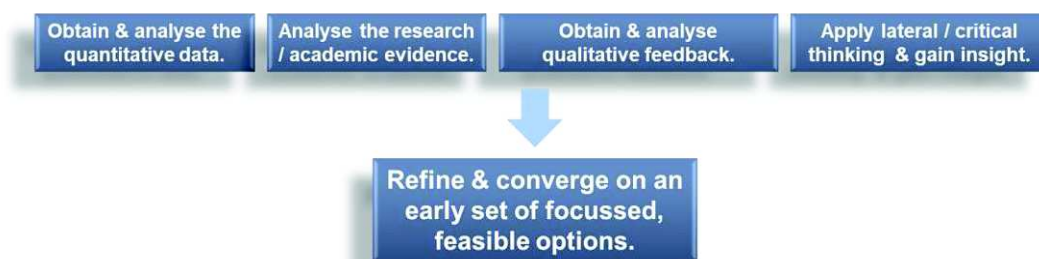 Obtain & analyse the
quantitative data.
Analyse the research
/ academic evidence.
Obtain & analyse
qualitative feedback.
Apply lateral / critical
thinking & gain insight.
Refine & converge on an
early set of focussed,
feasible options.